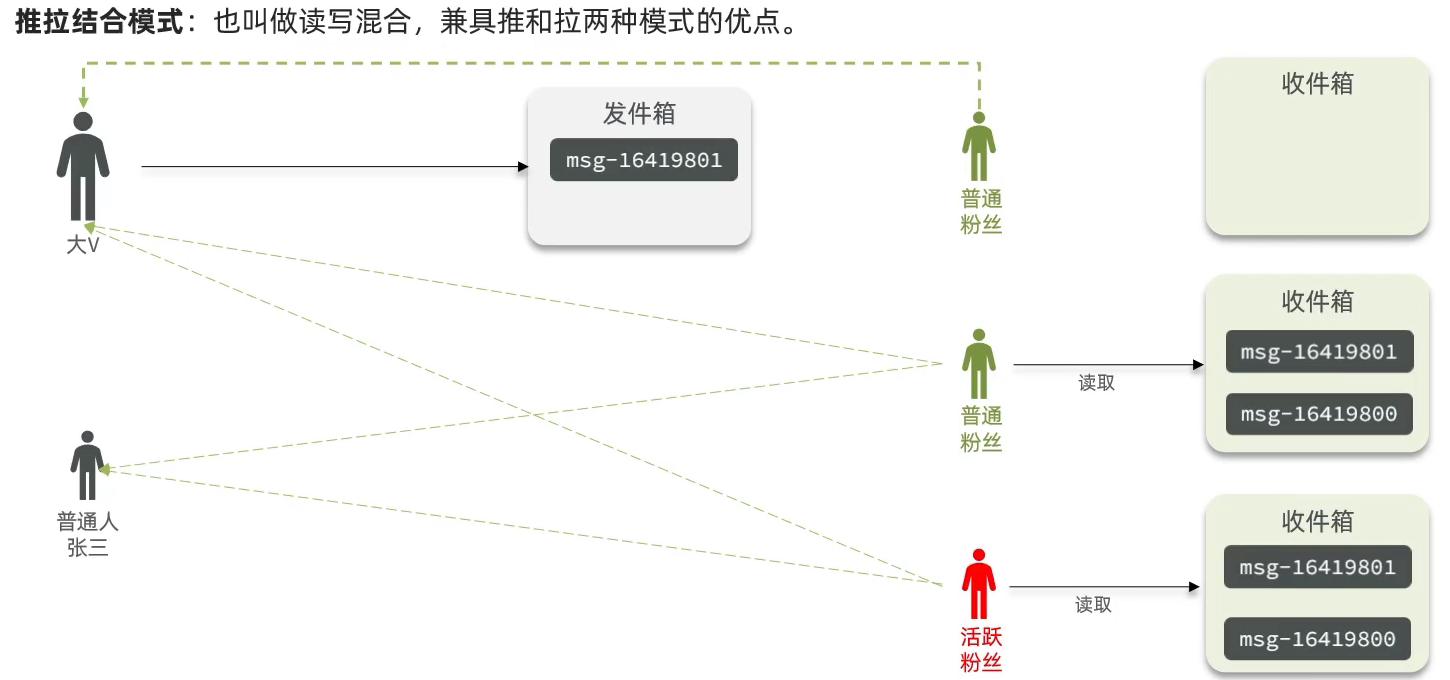 推拉结合模式：也叫做读写混合，兼具推和拉两种模式的优点。
发件箱
msg-16419801
大V
普通
粉丝
收件箱
普通
粉丝
读取
收件箱
msg-16419801
msg-16419800
普通人
张三
活跃
粉丝
读取
收件箱
msg-16419801
msg-16419800